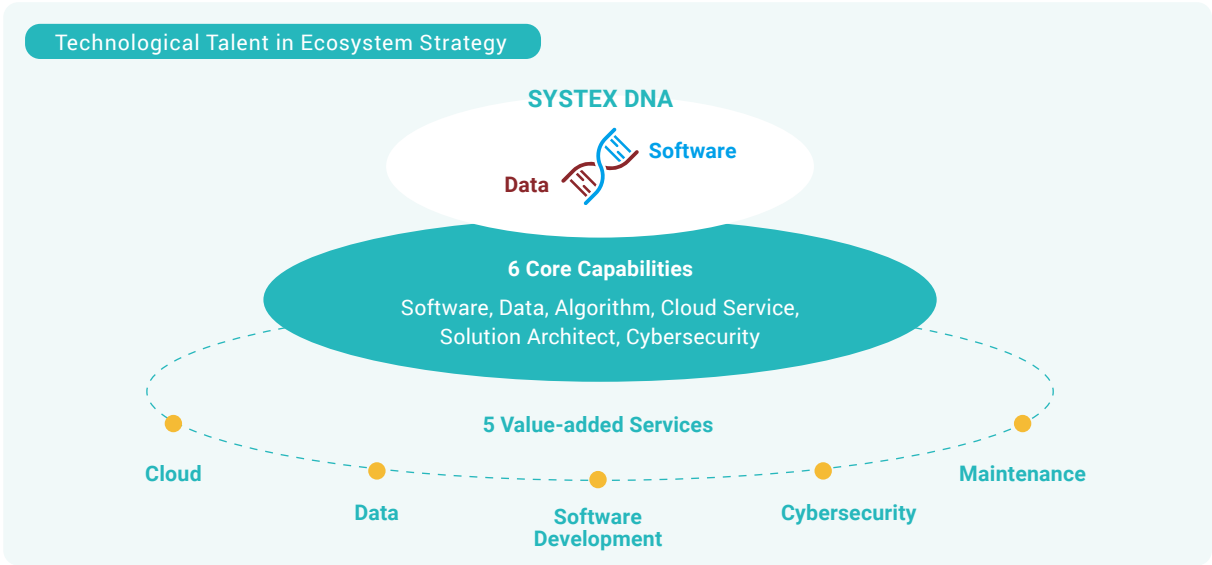 Technological Talent in Ecosystem Strategy
SYSTEX DNA
Software
Data
6 Core Capabilities
Software, Data, Algorithm, Cloud Service,
Solution Architect, Cybersecurity
5 Value-added Services
Cloud
Data
Software
Development
Cybersecurity
Maintenance